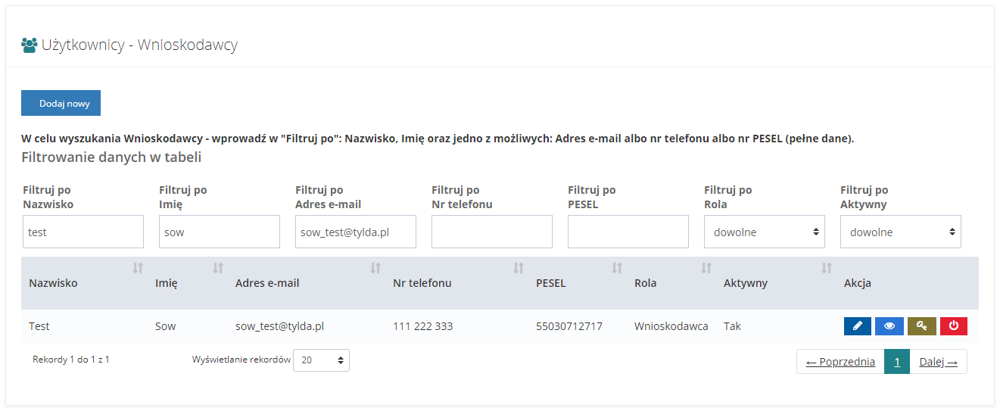 Użytkownicy - Wnioskodawcy
Dodaj nowy
W celu wyszukania Wnioskodawcy - wprowadź w "Filtruj po": Nazwisko, Imię oraz jedno z możliwych: Adres e-mail albo nr telefonu albo nr PESEL (pełne dane).
Filtrowanie danych w tabeli
Filtruj po Filtruj po Filtruj po Filtruj po Filtruj po Filtruj po Filtruj po
Nazwisko Imię Adres e-mail Nr telefonu PESEL Rola Aktywny
test sow sow_test@tylda.pl dowolne dowolne
Nazwisko Imię Adres e-mail Nr telefonu PESEL Rola Aktywny Akcja
Test Sow sow_test@tylda.pl 111 222 333 55030712717 Wnioskodawca Tak
Rekordy 1 do 1 z 1 Wyświetlanie rekordów 20 ← Poprzednia 1 Dalej →